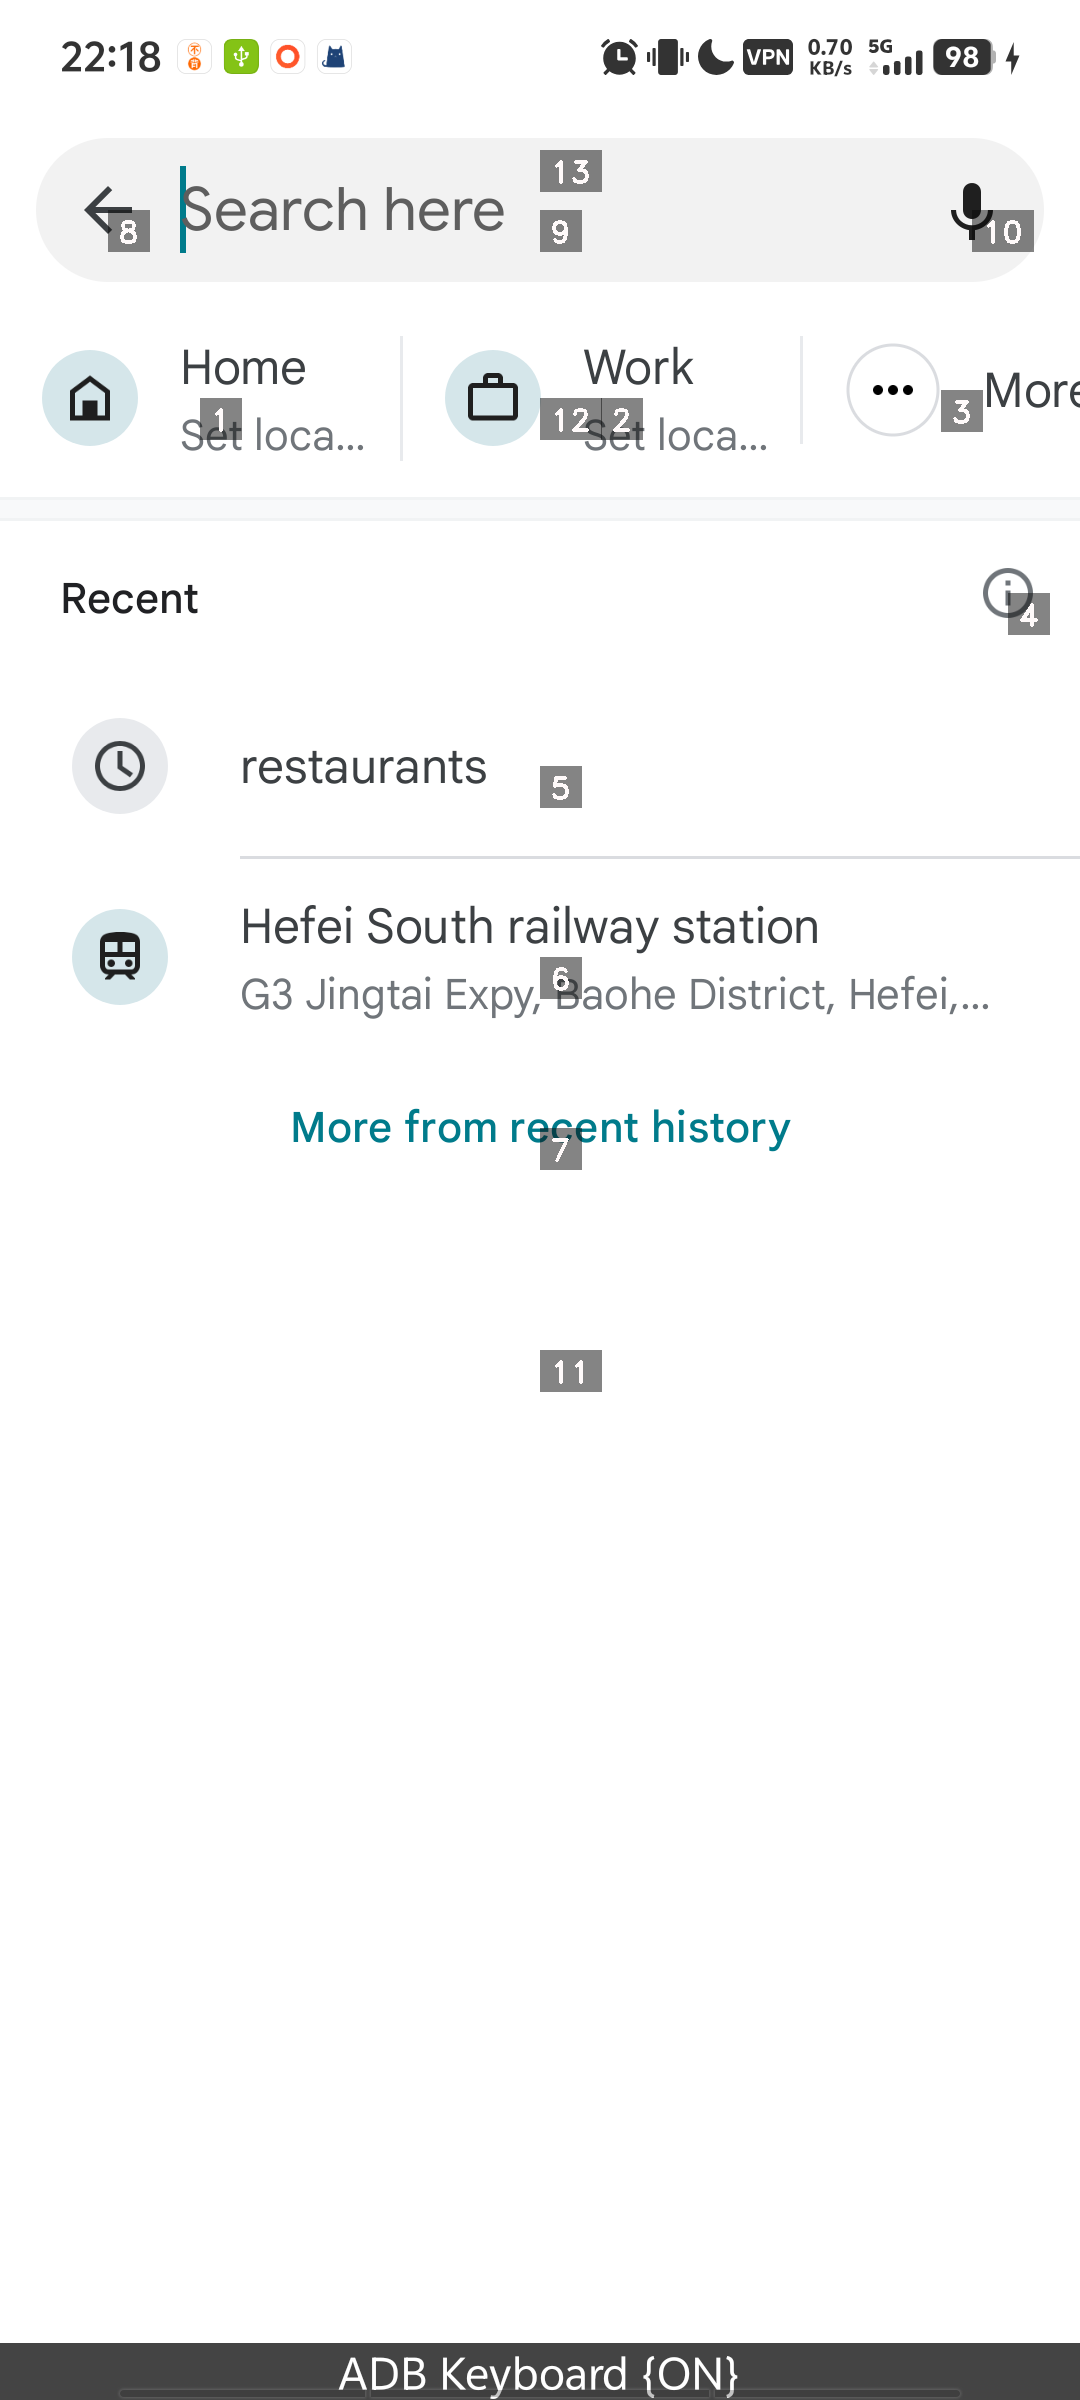 22:18
VPN
0.70 KB/s
5G
98
Search here
13
8
9
10
Home
Work
More
1
12
2
3
Set loca...
Set loca...
Recent
4
restaurants
5
Hefei South railway station
6
G3 Jingtai Expy, Baohe District, Hefei,...
More from recent history
7
11
ADB Keyboard {ON}